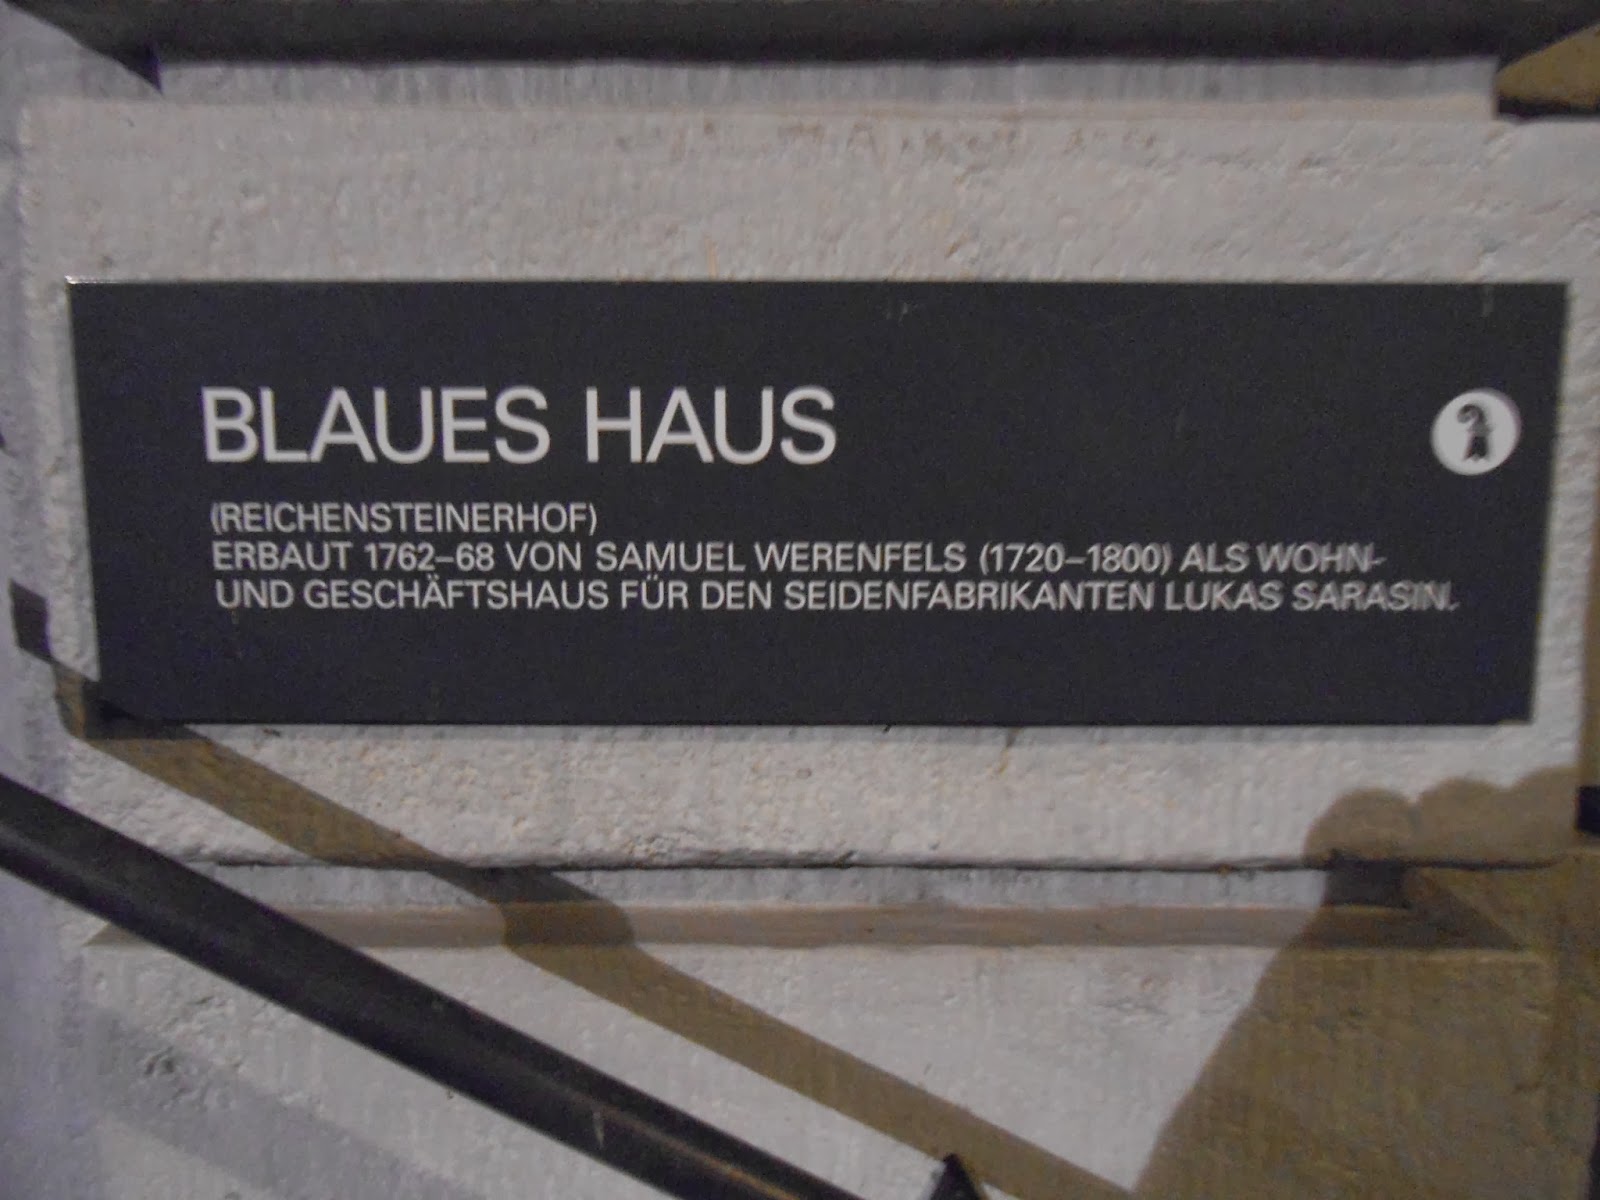 BLAUES HAUS
(REICHENSTEINERHOF)
ERBAUT 1762–68 VON SAMUEL WERENFELS (1720–1800) ALS WOHN-
UND GESCHÄFTSHAUS FÜR DEN SEIDENFABRIKANTEN LUKAS SARASIN.